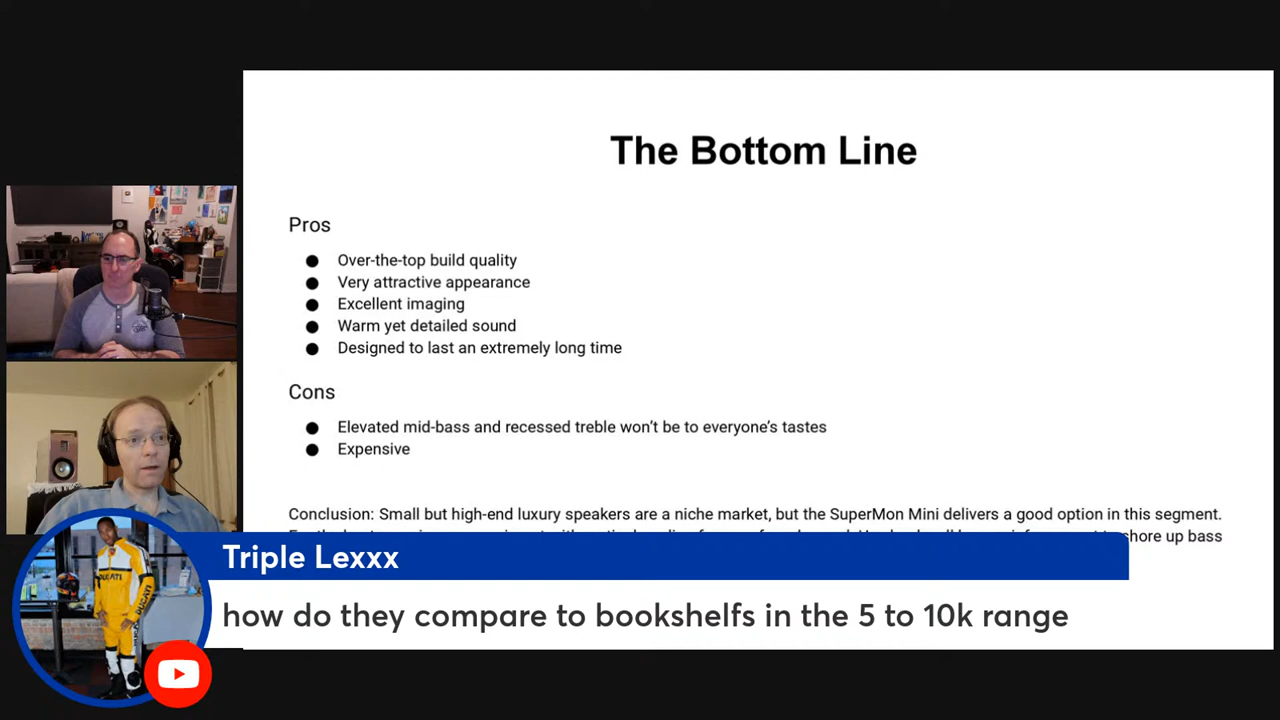 The Bottom Line
Pros
● Over-the-top build quality
● Very attractive appearance
● Excellent imaging
● Warm yet detailed sound
● Designed to last an extremely long time
Cons
● Elevated mid-bass and recessed treble won't be to everyone's tastes
● Expensive
Conclusion: Small but high-end luxury speakers are a niche market, but the SuperMon Mini delivers a good option in this segment.
shore up bass
Triple Lexxx
how do they compare to bookshelfs in the 5 to 10k range
DUCATI